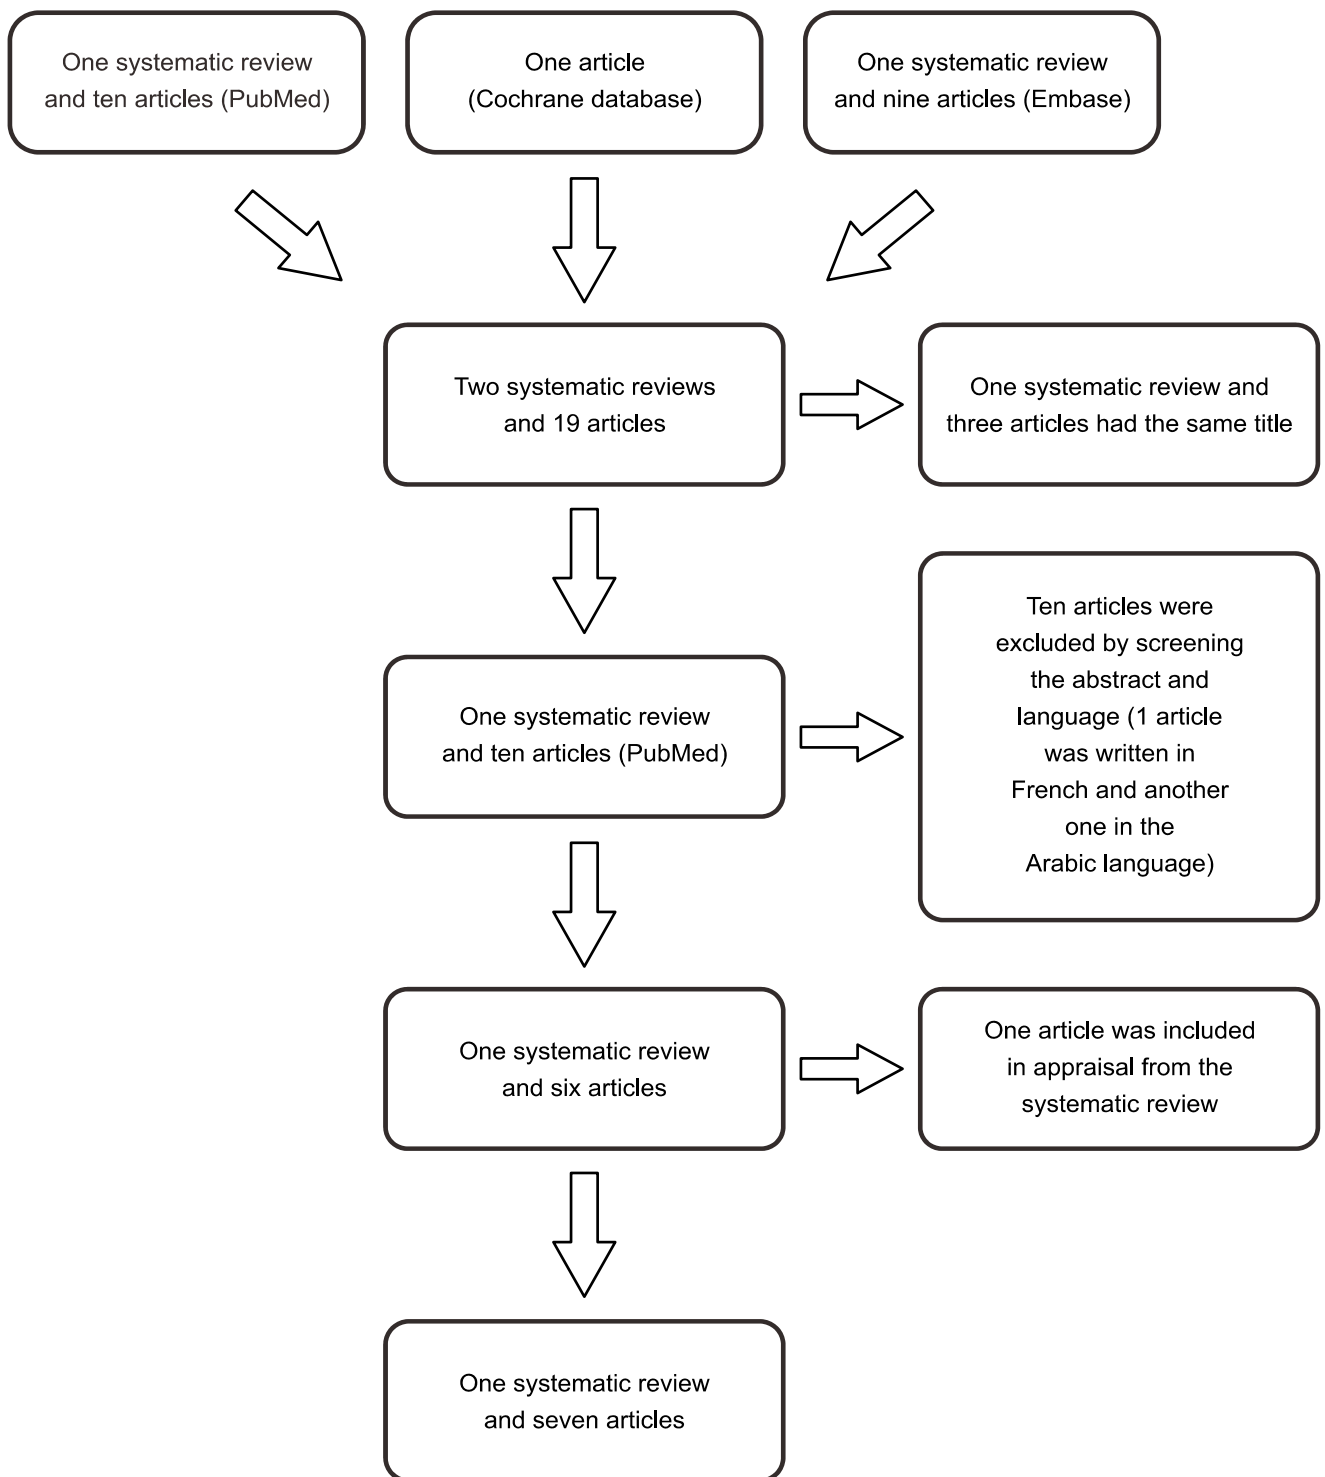 One systematic review
and ten articles (PubMed)
One article
(Cochrane database)
One systematic review
and nine articles (Embase)
Two systematic reviews
and 19 articles
One systematic review and
three articles had the same title
One systematic review
and ten articles (PubMed)
Ten articles were
excluded by screening
the abstract and
language (1 article
was written in
French and another
one in the
Arabic language)
One systematic review
and six articles
One article was included
in appraisal from the
systematic review
One systematic review
and seven articles